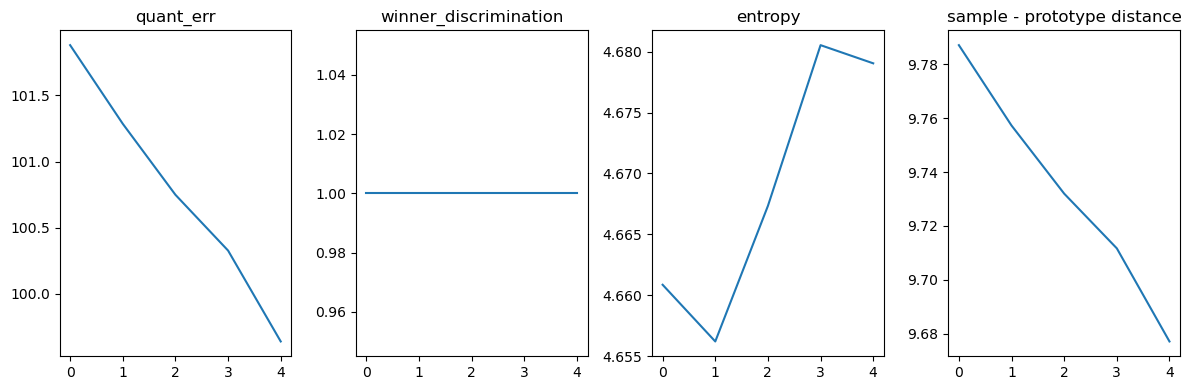 quant_err
winner_discrimination
entropy
sample - prototype distance
101.5
101.0
100.5
100.0
0 1 2 3 4
1.04
1.02
1.00
0.98
0.96
0 1 2 3 4
4.680
4.675
4.670
4.665
4.660
4.655
0 1 2 3 4
9.78
9.76
9.74
9.72
9.70
9.68
0 1 2 3 4